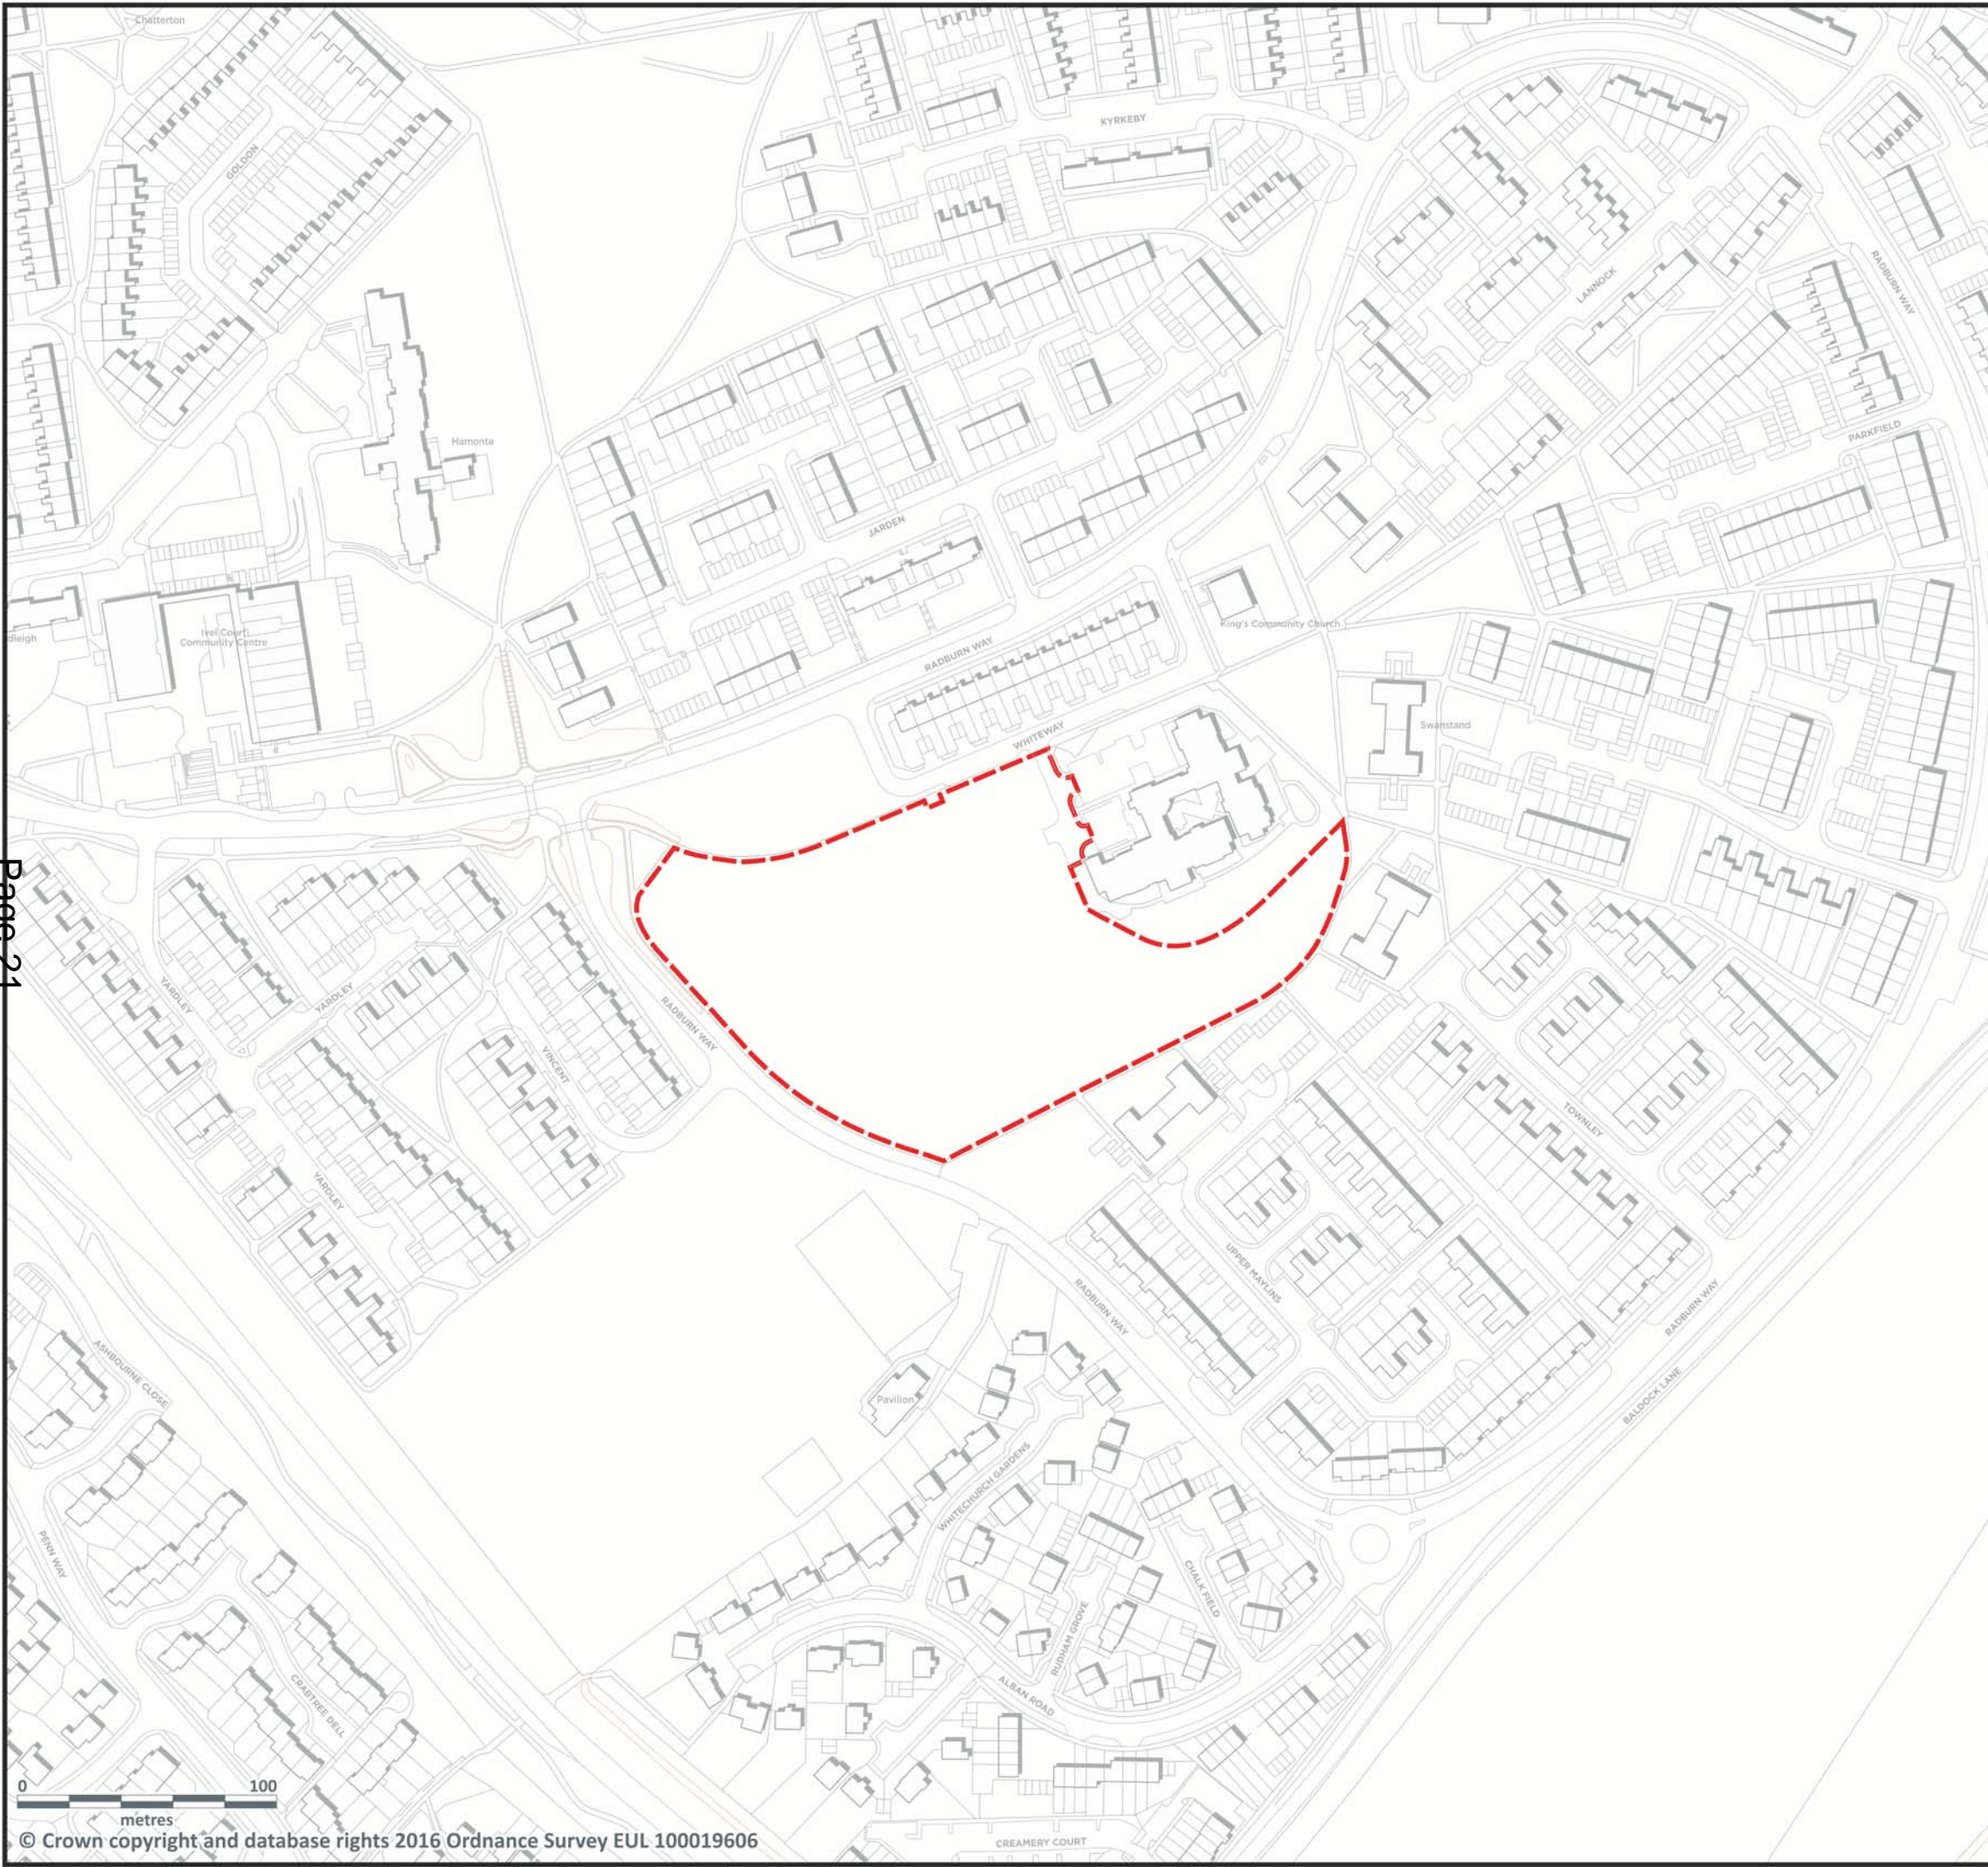 Chatterton
KYRKEBY
GOLDON
RADBURN WAY
LANNOCK
Hamonte
PARKFIELD
JARDEN
Ivel Court
Community Centre
dleigh
King's Community Church
RADBURN WAY
Swanstand
WHITEWAY
Page 21
YARDLEY
YARDLEY
RADBURN WAY
VINCENT
TOWNLEY
YARDLEY
UPPER MAYLINS
RADBURN WAY
RADBURN WAY
ASHBOURNE CLOSE
BALDOCK LANE
Pavilion
WHITECHURCH GARDENS
PENN WAY
CHALK FIELD
RUDHAM GROVE
CRABTREE DELL
ALBAN ROAD
0 100
metres
© Crown copyright and database rights 2016 Ordnance Survey EUL 100019606
CREAMERY COURT